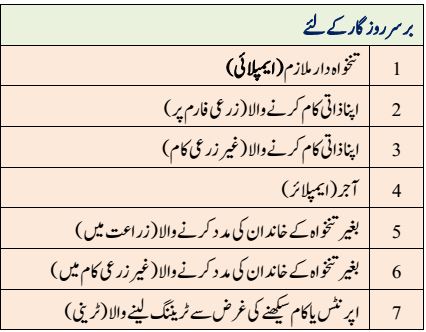 بر سر روزگار کے لئے
1 تنخواہ دار ملازم (ایمپلائی)
2 اپنا ذاتی کام کرنے والا (زرعی فارم پر)
3 اپنا ذاتی کام کرنے والا (غیر زرعی کام)
4 آجر (ایمپلائر)
5 بغیر تنخواہ کے خاندان کی مدد کرنے والا (زراعت میں)
6 بغیر تنخواہ کے خاندان کی مدد کرنے والا (غیر زرعی کام میں)
7 اپرنٹس یا کام سیکھنے کی غرض سے ٹریننگ لینے والا (ٹرینی)